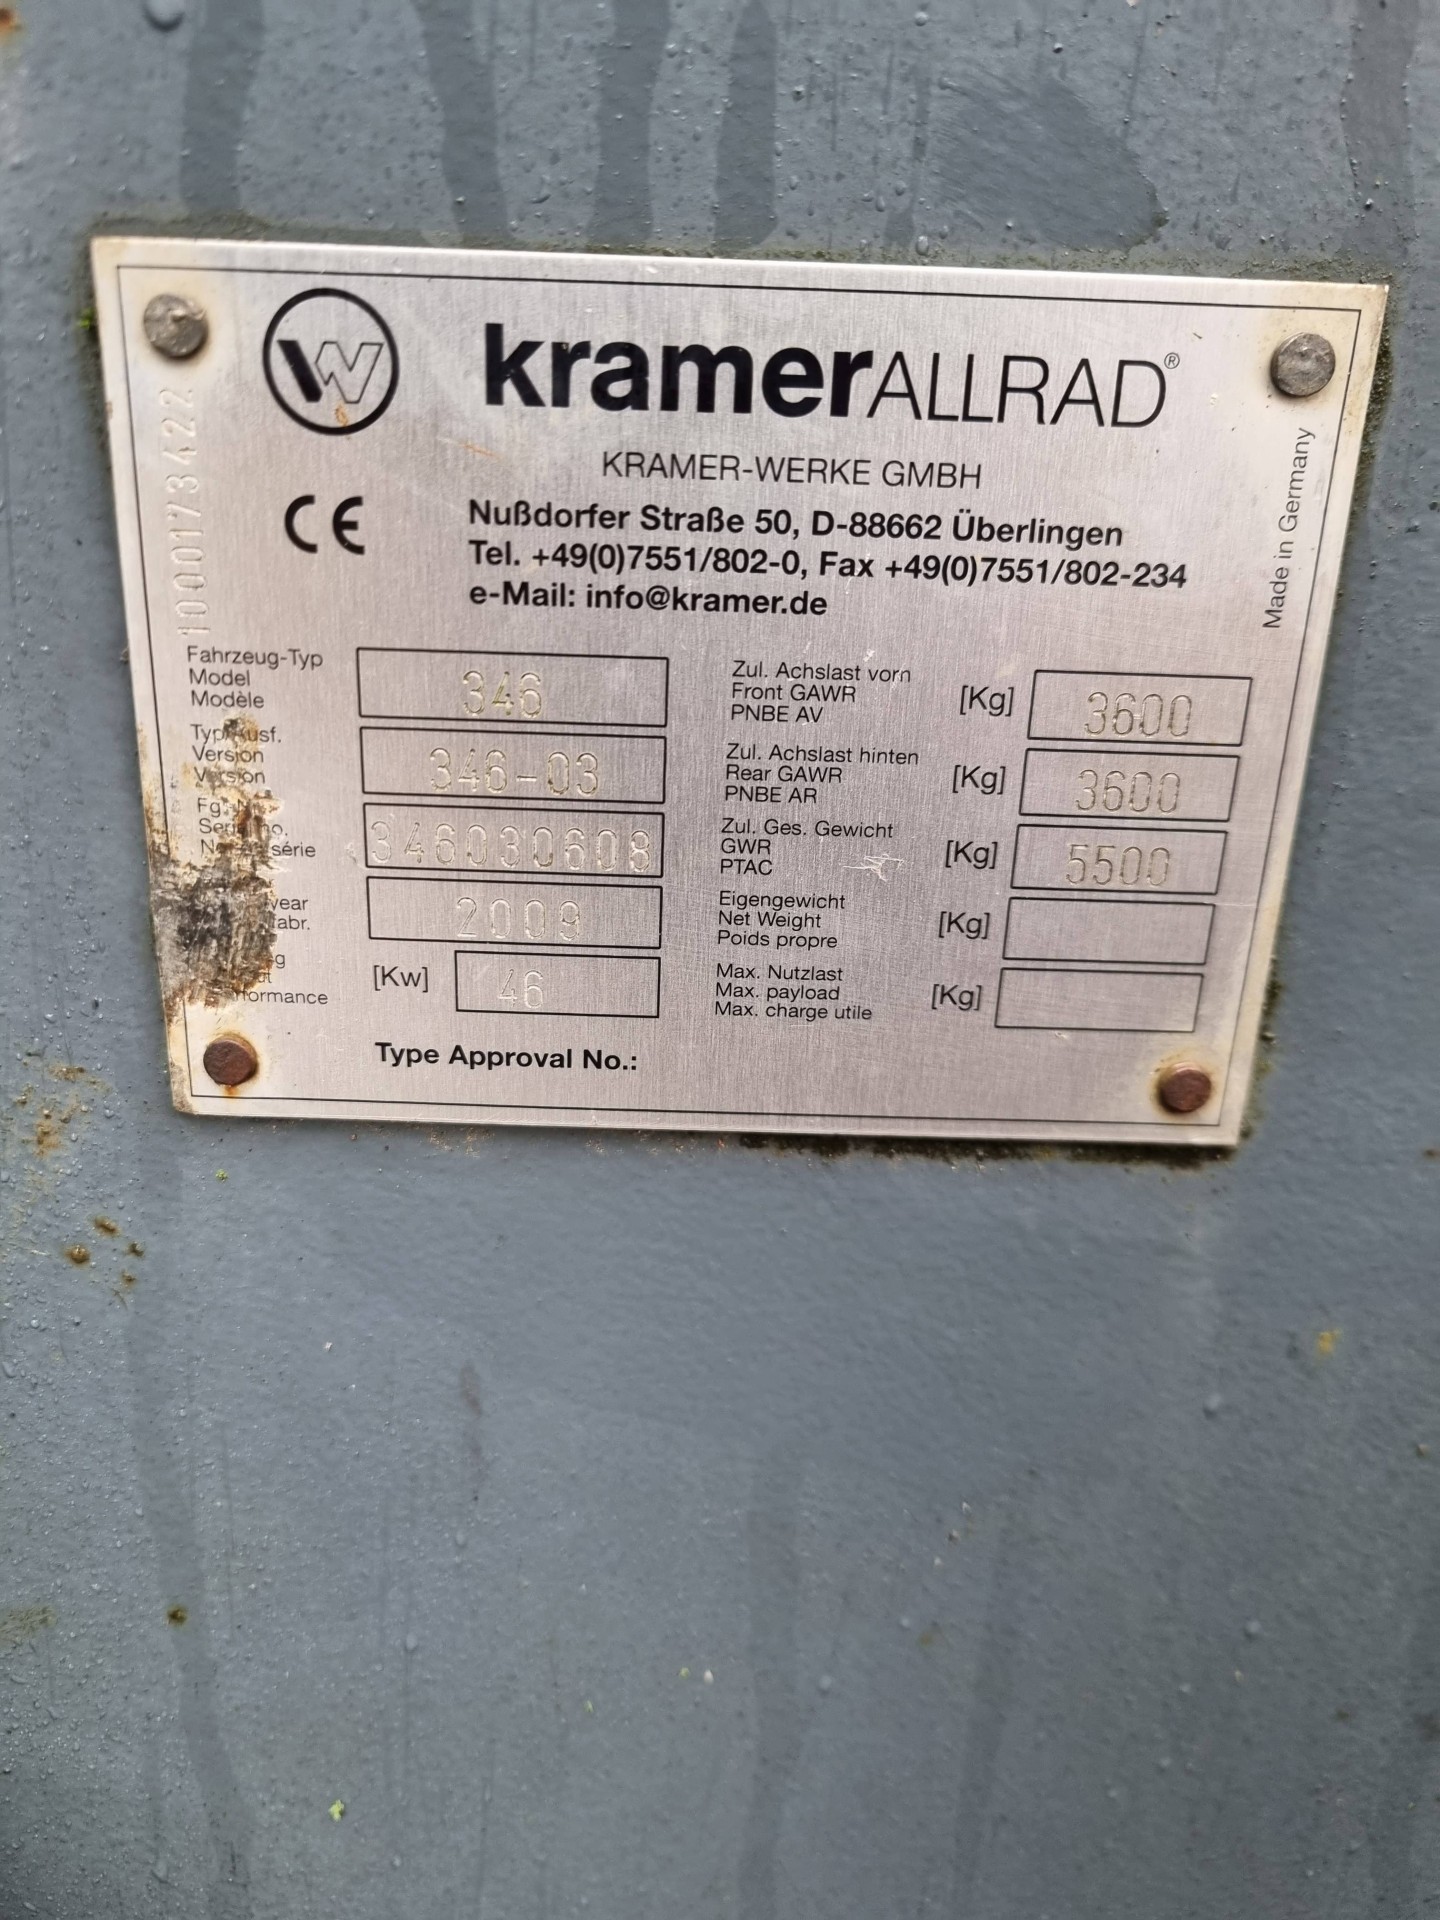 kramerALLRAD®
KRAMER-WERKE GMBH
CE
Nußdorfer Straße 50, D-88662 Überlingen
Tel. +49(0)7551/802-0, Fax +49(0)7551/802-234
e-Mail: info@kramer.de
Made in Germany
1000173422
Fahrzeug-Typ
Model
Modèle
346
Version
Version
346-03
série
346030608
year
fabr.
2009
[Kw] 46
Zul. Achslast vorn
Front GAWR
PNBE AV
[Kg] 3600
Zul. Achslast hinten
Rear GAWR
PNBE AR
[Kg] 3600
Zul. Ges. Gewicht
GWR
PTAC
[Kg] 5500
Eigengewicht
Net Weight
Poids propre
[Kg]
Max. Nutzlast
Max. payload
Max. charge utile
[Kg]
Type Approval No.: